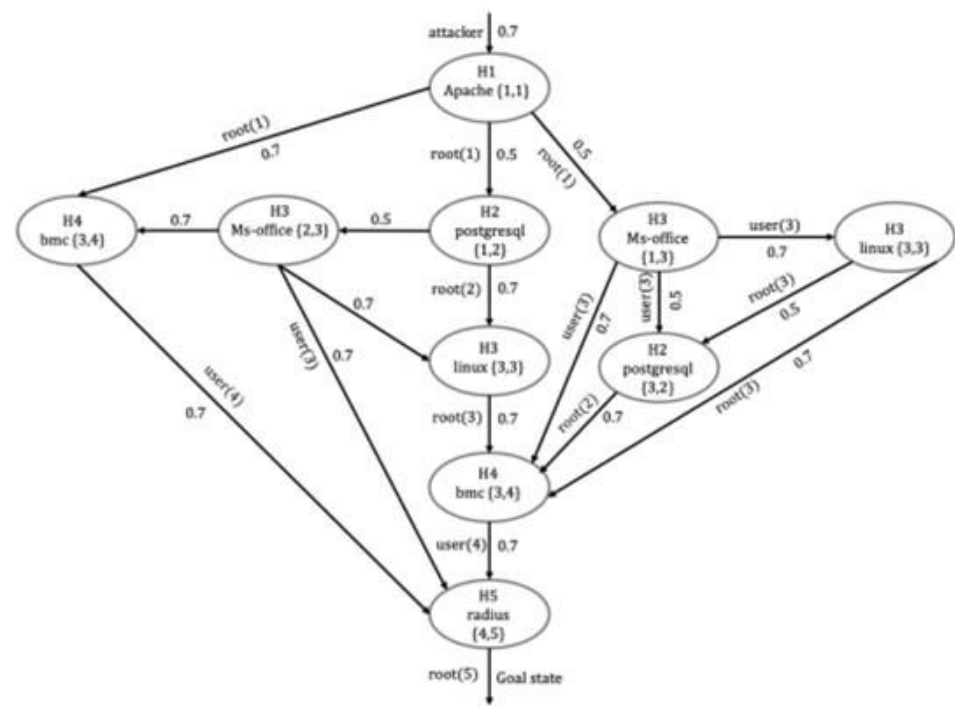 attacker 0.7
H1
Apache {1,1}
root(1)
0.7
root(1) 0.5
0.5
root(1)
H4
bmc {3,4}
0.7
H3
Ms-office {2,3}
0.5
H2
postgresql
{1,2}
H3
Ms-office
{1,3}
user(3)
0.7
H3
linux {3,3}
root(2) 0.7
0.7
user(3)
0.7
user(3)
0.7
user(3)
0.5
root(3)
0.5
H3
linux {3,3}
H2
postgresql
{3,2}
user(4)
0.7
root(3) 0.7
root(2)
0.7
root(3)
0.7
H4
bmc {3,4}
user(4) 0.7
H5
radius
{4,5}
root(5) Goal state